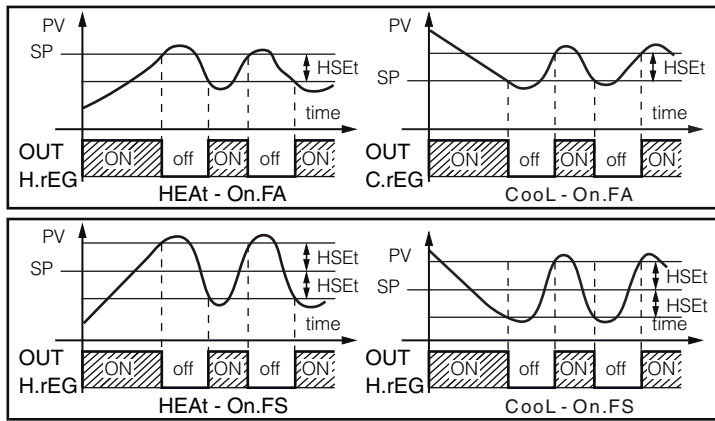 PV
SP
HSEt
time
OUT
H.rEG
ON off ON off ON
HEAt - On.FA
PV
SP
HSEt
time
OUT
C.rEG
ON off ON off ON
CooL - On.FA
PV
SP
HSEt
HSEt
time
OUT
H.rEG
ON off ON off ON
HEAt - On.FS
PV
SP
HSEt
HSEt
time
OUT
H.rEG
ON off ON off ON
CooL - On.FS